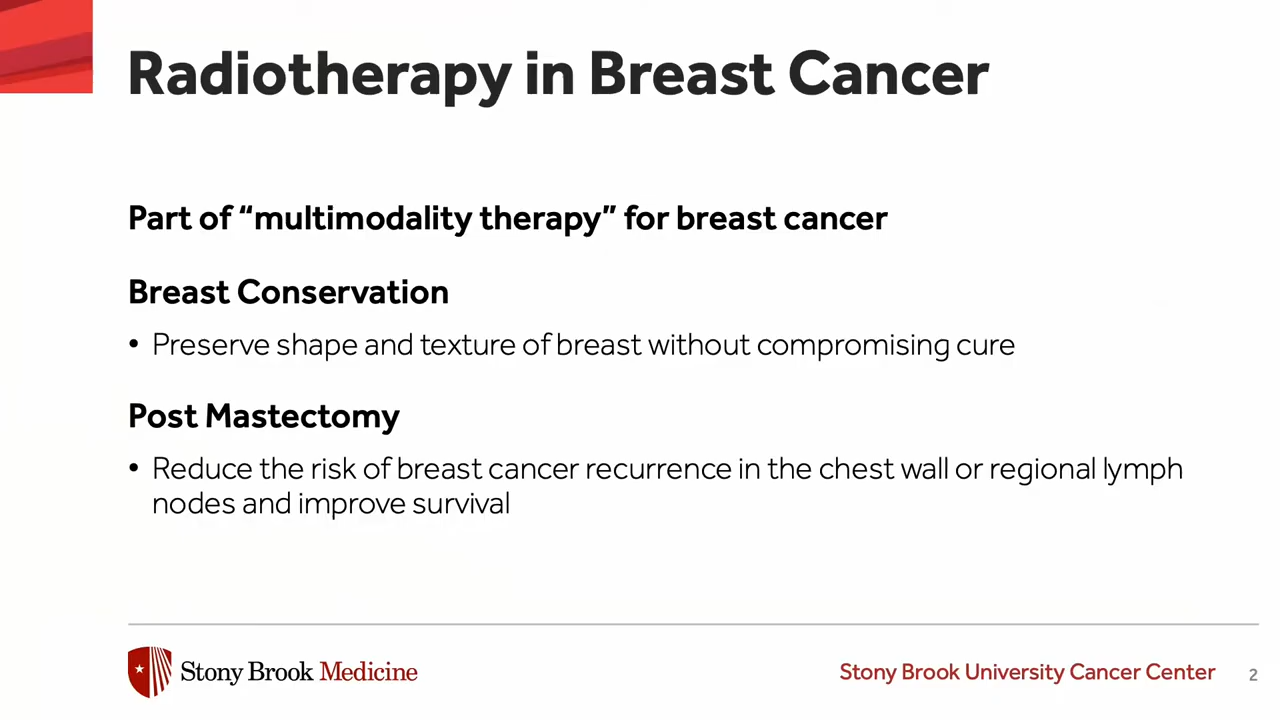 Radiotherapy in Breast Cancer
Part of “multimodality therapy” for breast cancer
Breast Conservation
• Preserve shape and texture of breast without compromising cure
Post Mastectomy
• Reduce the risk of breast cancer recurrence in the chest wall or regional lymph
nodes and improve survival
Stony Brook Medicine
Stony Brook University Cancer Center
2